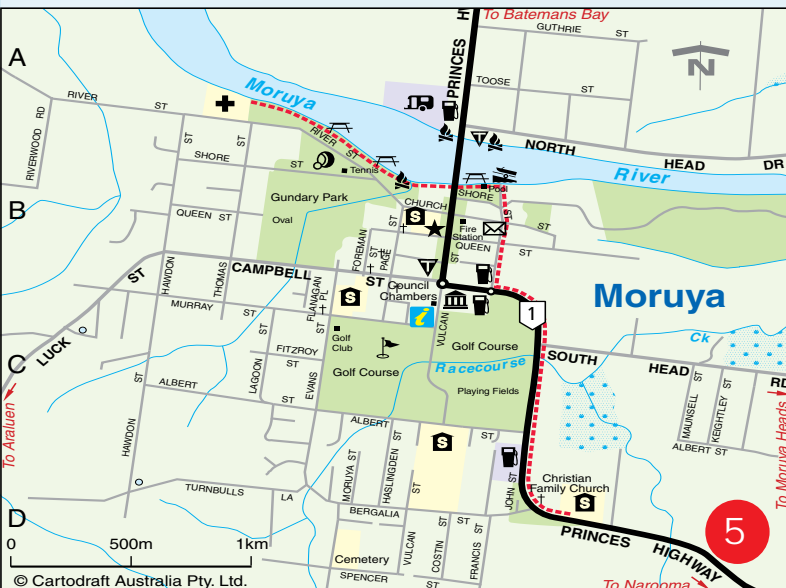 To Batemans Bay
PRINCES H
A
GUTHRIE ST
N
TOOSE
ST
ST
Moruya
RIVER ST
RIVERWOOD RD
NORTH HEAD DR
River
RIVER ST
SHORE ST
ST
ST
Tennis
Pool
SHORE
Gundary Park
Oval
B
QUEEN ST
CHURCH
ST
S
Fire
Station
QUEEN
ST
ST
ST
ST
FOREMAN ST
PAGE
HAWDON
THOMAS
CAMPBELL ST
LUCK ST
FLANAGAN PL
S
Council
Chambers
i
VULCAN
1
Moruya
MURRAY ST
ST
ST
Golf
Club
Golf Course
Golf Course
Racecourse Ck
C
FITZROY
ST
LAGOON
EVANS
SOUTH HEAD RD
Playing Fields
To Araluen
ALBERT ST
ST
HAWDON
MAUNSELL ST
KEIGHTLEY ST
ALBERT ST
To Moruya Heads
ALBERT ST
S
MORUYA ST
HASLINGDEN ST
ST
JOHN ST
Christian
Family Church
S
TURNBULLS LA
BERGALIA ST
D
VULCAN
COSTIN ST
FRANCIS ST
PRINCES HIGHWAY
5
0 500m 1km
Cemetery
SPENCER ST
To Narooma
© Cartodraft Australia Pty. Ltd.